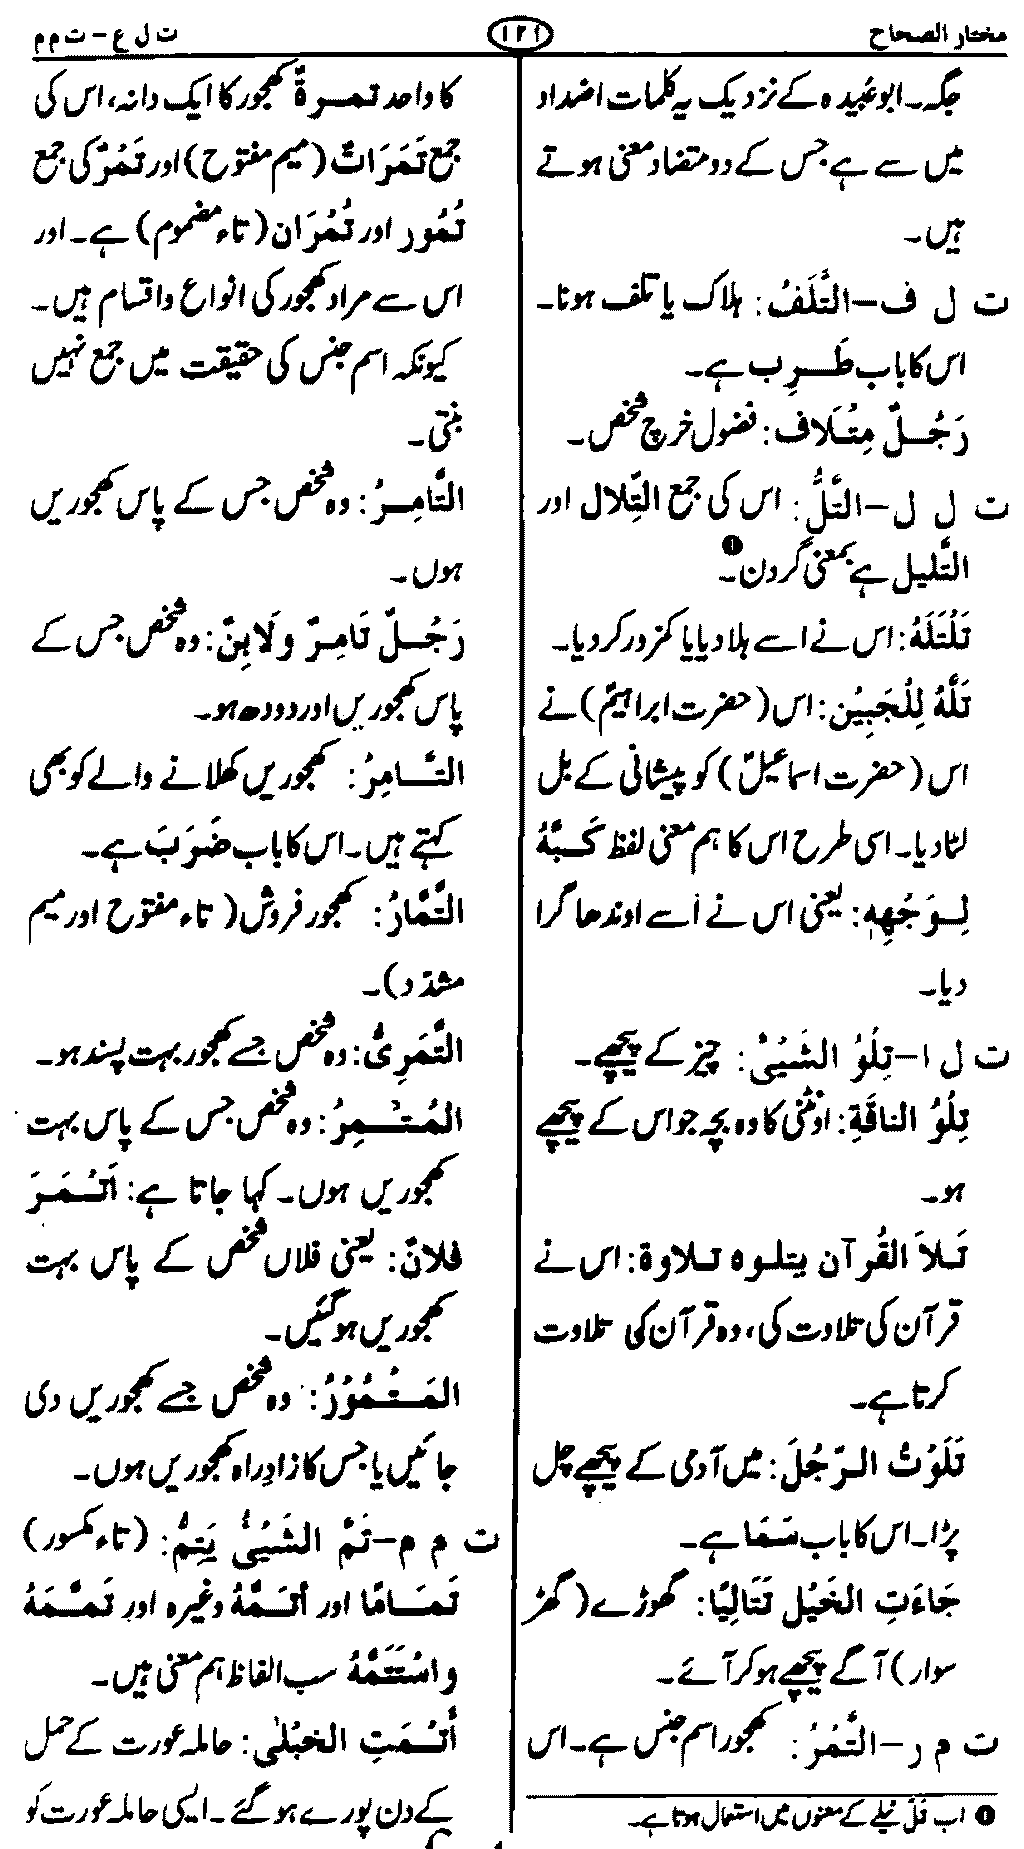 مختار الصحاح
۱۲۱
ت ل ع – ت م م
جگہ۔ ابو عبیدہ کے نزدیک یہ کلمات اضداد
میں سے ہے جس کے دو متضاد معنی ہوتے
ہیں۔
ت ل ف – التَّلَفُ: ہلاک یا تلف ہونا۔
اس کا باب طَرِب ہے۔
رَجُلٌ مِتْلَاف: فضول خرچ شخص۔
ت ل ل – التَّلُّ: اس کی جمع التِّلال اور
التَّلیل ہے بمعنی گردن۔ ❶
تَلْتَلَهُ: اس نے اسے ہلا دیا یا کمزور کر دیا۔
تَلَّهُ لِلْجَبِیْن: اس (حضرت ابراہیمؑ) نے
اس (حضرت اسماعیلؑ) کو پیشانی کے بل
لٹا دیا۔ اسی طرح اس کا ہم معنی لفظ کَبَّهُ
لِوَجْهِهٖ: یعنی اس نے اُسے اوندھا گرا
دیا۔
ت ل ا – تِلْوُ الشَّیْیْ: چیز کے پیچھے۔
تِلْوُ الناقَةِ: اونٹنی کا وہ بچہ جو اس کے پیچھے
ہو۔
تَلاَ القُرآن یتلوه تلاوة: اس نے
قرآن کی تلاوت کی، وہ قرآن کی تلاوت
کرتا ہے۔
تَلَوْتُ الرَّجُلَ: میں آدمی کے پیچھے چل
پڑا۔ اس کا باب سَمَا ہے۔
جَاءَتِ الخَیْل تَتَالِیًا: گھوڑے (گھڑ
سوار) آگے پیچھے ہو کر آئے۔
ت م ر – التَّمْرُ: کھجور اسم جنس ہے۔ اس
❶ اب تَلّ ٹیلے کے معنوں میں استعمال ہوتا ہے۔
کا واحد تمرةٌ کھجور کا ایک دانہ، اس کی
جمع تَمَرَاتٌ (میم مفتوح) اور تَمْرٌ کی جمع
تُمُور اور تُمْرَان (تاء مضموم) ہے۔ اور
اس سے مراد کھجور کی انواع و اقسام ہیں۔
کیونکہ اسم جنس کی حقیقت میں جمع نہیں
بنتی۔
التَّامِرُ: وہ شخص جس کے پاس کھجوریں
ہوں۔
رَجُلٌ تَامِرٌ و لَابِنٌ: وہ شخص جس کے
پاس کھجوریں اور دودھ ہو۔
التَّامِرُ: کھجوریں کھلانے والے کو بھی
کہتے ہیں۔ اس کا باب ضَرَبَ ہے۔
التَّمَّارُ: کھجور فروش (تاء مفتوح اور میم
مشدّد)۔
التَّمَرِیُّ: وہ شخص جسے کھجور بہت پسند ہو۔
المُتْمِرُ: وہ شخص جس کے پاس بہت
کھجوریں ہوں۔ کہا جاتا ہے: اَتْمَرَ
فلانٌ: یعنی فلاں شخص کے پاس بہت
کھجوریں ہو گئیں۔
المَتْمُوْرُ: وہ شخص جسے کھجوریں دی
جائیں یا جس کا زادِ راہ کھجوریں ہوں۔
ت م م – تَمَّ الشَّیْیُٔ یَتِمُّ: (تاء مکسور)
تَمَامًا اور اَتَمَّهُ وغیرہ اور تَمَّمَهُ
و اسْتَتَمَّهُ سب الفاظ ہم معنی ہیں۔
اَتْمَتِ الحَبْلٰی: حاملہ عورت کے حمل
کے دن پورے ہو گئے۔ ایسی حاملہ عورت کو